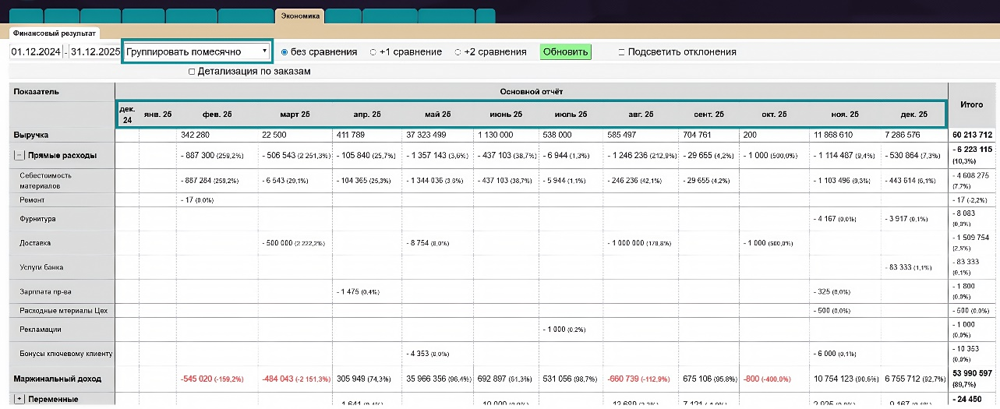 Экономика
Финансовый результат
01.12.2024 - 31.12.2025 Группировать помесячно без сравнения +1 сравнение +2 сравнения Обновить Подсветить отклонения
Детализация по заказам
Показатель Основной отчёт Итого
дек. 24 янв. 25 фев. 25 март 25 апр. 25 май 25 июнь 25 июль 25 авг. 25 сент. 25 окт. 25 ноя. 25 дек. 25
Выручка 342 280 22 500 411 789 37 323 499 1 130 000 538 000 585 497 704 761 200 11 868 610 7 286 576 60 213 712
Прямые расходы - 887 300 (259,2%) - 506 543 (2 251,3%) - 105 840 (25,7%) - 1 357 143 (3,6%) - 437 103 (38,7%) - 6 944 (1,3%) - 1 246 236 (212,9%) - 29 655 (4,2%) - 1 000 (500,0%) - 1 114 487 (9,4%) - 530 864 (7,3%) - 6 223 115 (10,3%)
Себестоимость материалов - 887 284 (259,2%) - 6 543 (29,1%) - 104 365 (25,3%) - 1 344 036 (3,6%) - 437 103 (38,7%) - 5 944 (1,1%) - 246 236 (42,1%) - 29 655 (4,2%) - 1 103 496 (9,3%) - 443 614 (6,1%) - 4 608 275 (7,7%)
Ремонт - 17 (0,0%) - 17 (-2,2%)
Фурнитура - 4 167 (0,0%) - 3 917 (0,1%) - 8 083 (0,0%)
Доставка - 500 000 (2 222,2%) - 8 754 (0,0%) - 1 000 000 (170,8%) - 1 000 (500,0%) - 1 509 754 (2,5%)
Услуги банка - 83 333 (1,1%) - 83 333 (0,1%)
Зарплата пр-ва - 1 475 (0,4%) - 325 (0,0%) - 1 800 (0,0%)
Расходные мтериалы Цех - 500 (0,0%) - 500 (0,0%)
Рекламации - 1 000 (0,2%) - 1 000 (0,0%)
Бонусы ключевому клиенту - 4 353 (0,0%) - 6 000 (0,1%) - 10 353 (0,0%)
Маржинальный доход -545 020 (-159,2%) -484 043 (-2 151,3%) 305 949 (74,3%) 35 966 356 (96,4%) 692 897 (61,3%) 531 056 (98,7%) -660 739 (-112,9%) 675 106 (95,8%) -800 (-400,0%) 10 754 123 (90,6%) 6 755 712 (92,7%) 53 990 597 (89,7%)
Переменные - 24 450